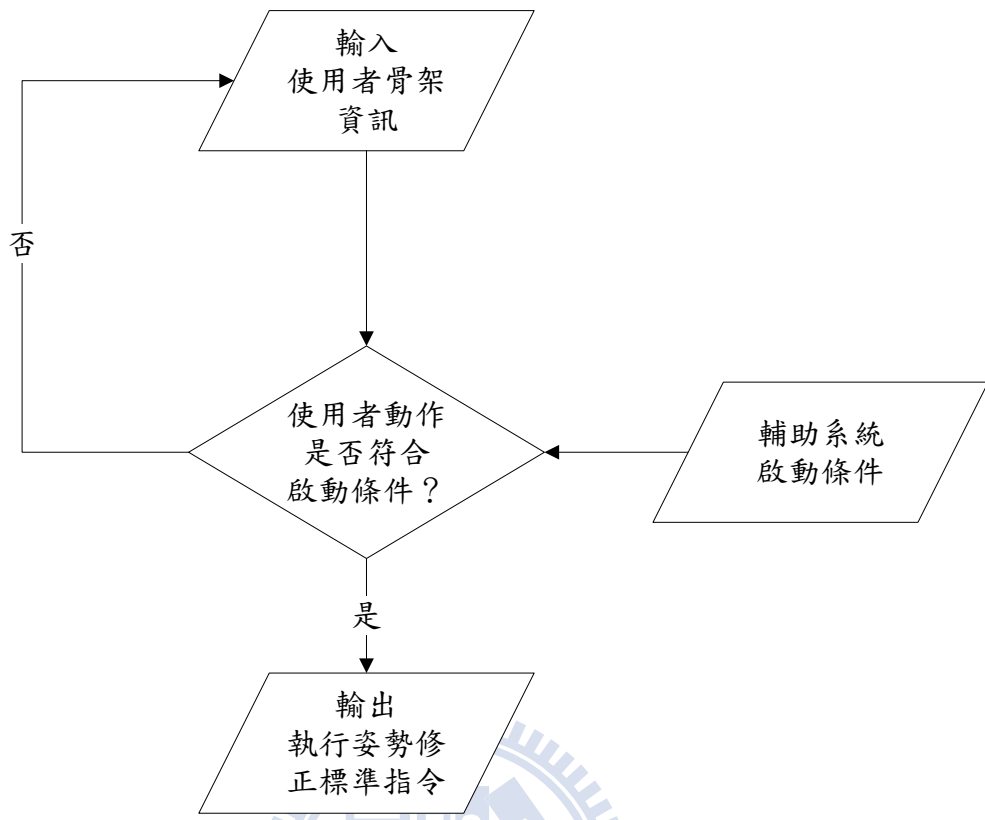 輸入
使用者骨架
資訊
否
使用者動作
是否符合
啟動條件？
輔助系統
啟動條件
是
輸出
執行姿勢修
正標準指令